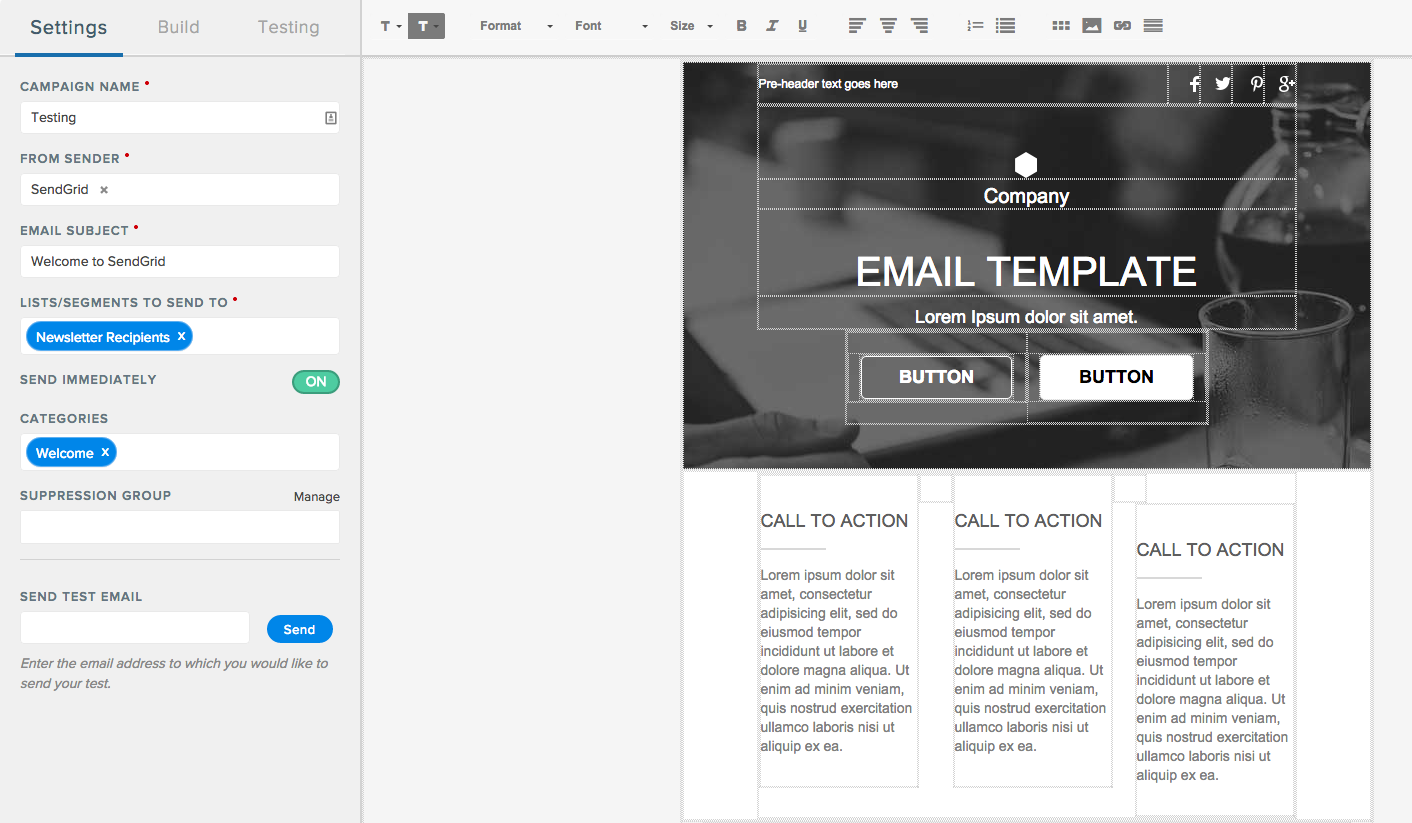 Settings
Build
Testing
T
T
Format
Font
Size
B
I
U
CAMPAIGN NAME
Testing
FROM SENDER
SendGrid ×
EMAIL SUBJECT
Welcome to SendGrid
LISTS/SEGMENTS TO SEND TO
Newsletter Recipients x
SEND IMMEDIATELY
ON
CATEGORIES
Welcome x
SUPPRESSION GROUP
Manage
SEND TEST EMAIL
Send
Enter the email address to which you would like to
send your test.
Pre-header text goes here
Company
EMAIL TEMPLATE
Lorem Ipsum dolor sit amet.
BUTTON
BUTTON
CALL TO ACTION
Lorem ipsum dolor sit
amet, consectetur
adipisicing elit, sed do
eiusmod tempor
incididunt ut labore et
dolore magna aliqua. Ut
enim ad minim veniam,
quis nostrud exercitation
ullamco laboris nisi ut
aliquip ex ea.
CALL TO ACTION
Lorem ipsum dolor sit
amet, consectetur
adipisicing elit, sed do
eiusmod tempor
incididunt ut labore et
dolore magna aliqua. Ut
enim ad minim veniam,
quis nostrud exercitation
ullamco laboris nisi ut
aliquip ex ea.
CALL TO ACTION
Lorem ipsum dolor sit
amet, consectetur
adipisicing elit, sed do
eiusmod tempor
incididunt ut labore et
dolore magna aliqua. Ut
enim ad minim veniam,
quis nostrud exercitation
ullamco laboris nisi ut
aliquip ex ea.